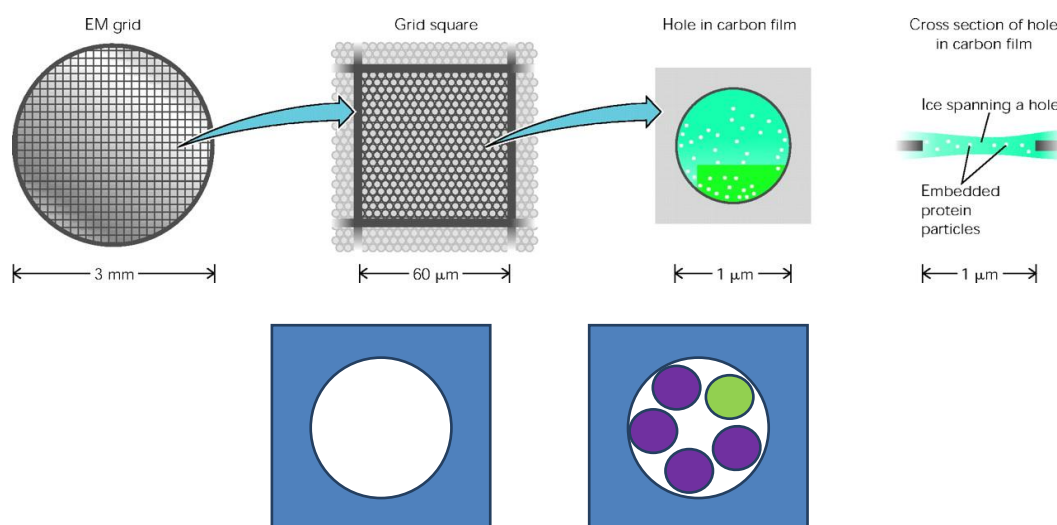 EM grid
Grid square
Hole in carbon film
Cross section of hole
in carbon film
Ice spanning a hole
Embedded
protein
particles
3 mm
60 μm
1 μm
1 μm